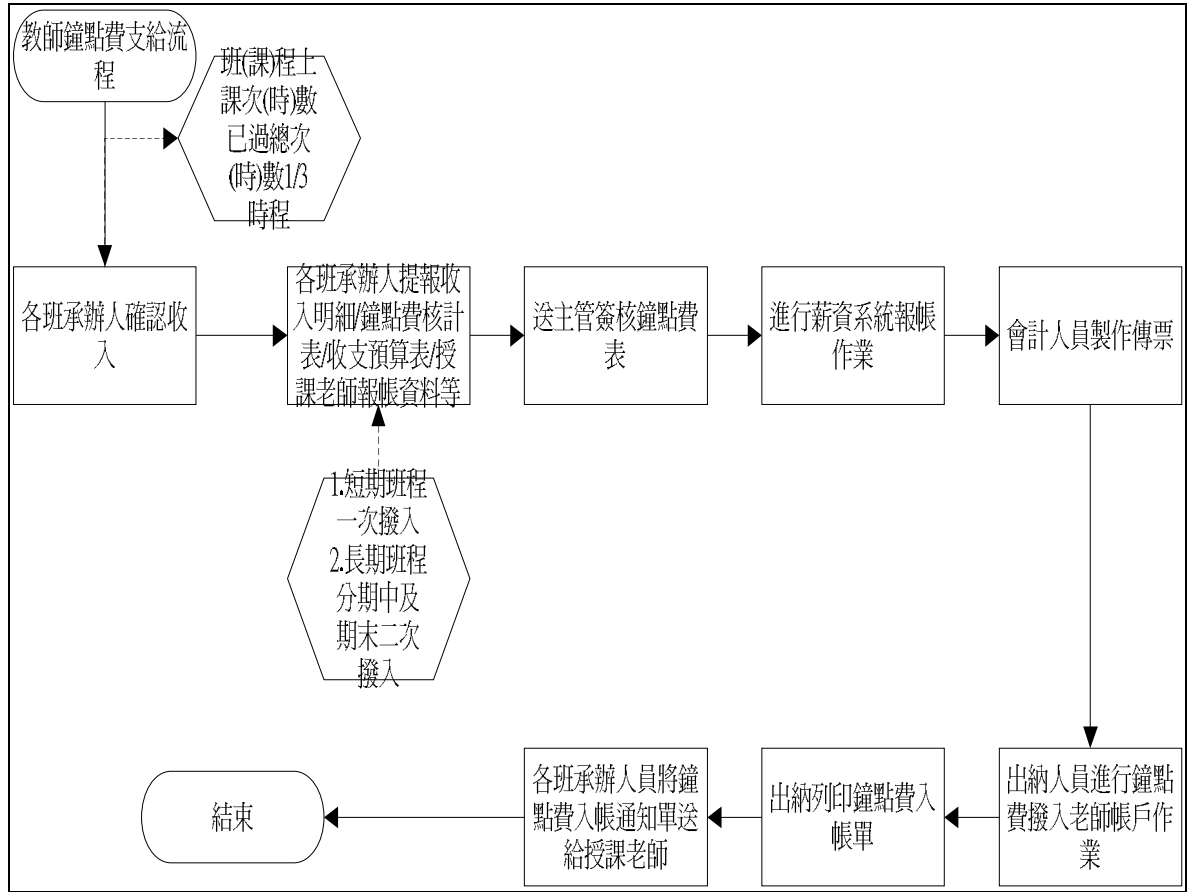 教師鐘點費支給流
程
班(課)程上
課次(時)數
已過總次
(時)數1/3
時程
各班承辦人確認收
入
各班承辦人提報收
入明細/鐘點費核計
表/收支預算表/授
課老師報帳資料等
送主管簽核鐘點費
表
進行薪資系統報帳
作業
會計人員製作傳票
1.短期班程
一次撥入
2.長期班程
分期中及
期末二次
撥入
出納人員進行鐘點
費撥入老師帳戶作
業
出納列印鐘點費入
帳單
各班承辦人員將鐘
點費入帳通知單送
給授課老師
結束